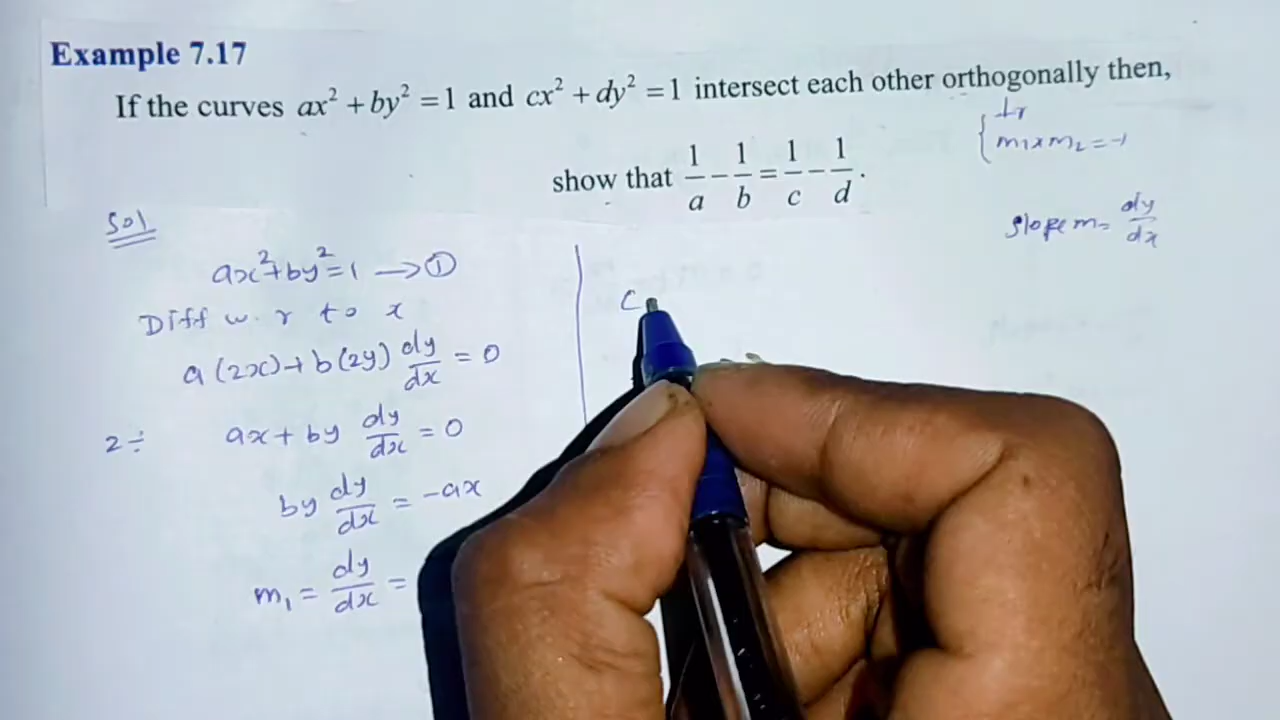 Example 7.17
If the curves ax² + by² = 1 and cx² + dy² = 1 intersect each other orthogonally then,
show that 1/a − 1/b = 1/c − 1/d.
⊥r
m₁ x m₂ = -1
slope m = dy/dx
Sol
ax² + by² = 1 → ①
Diff w. r to x
a (2x) + b (2y) dy/dx = 0
2 ÷ ax + by dy/dx = 0
by dy/dx = -ax
m₁ = dy/dx =
c